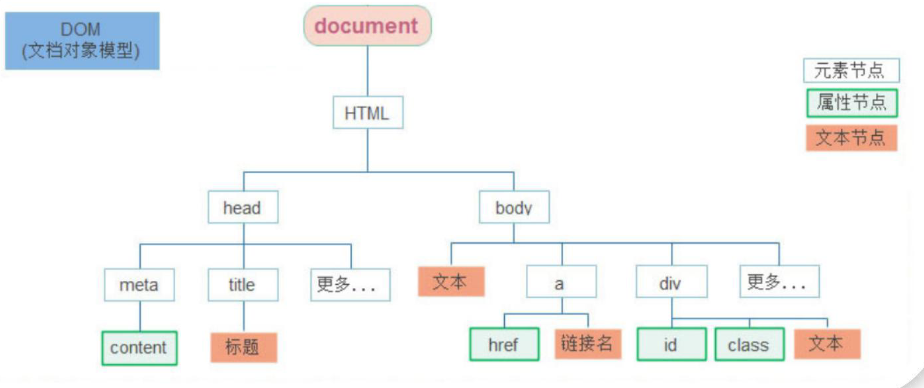 DOM
(文档对象模型)
document
元素节点
属性节点
文本节点
HTML
head
body
meta
title
更多...
文本
a
div
更多...
content
标题
href
链接名
id
class
文本